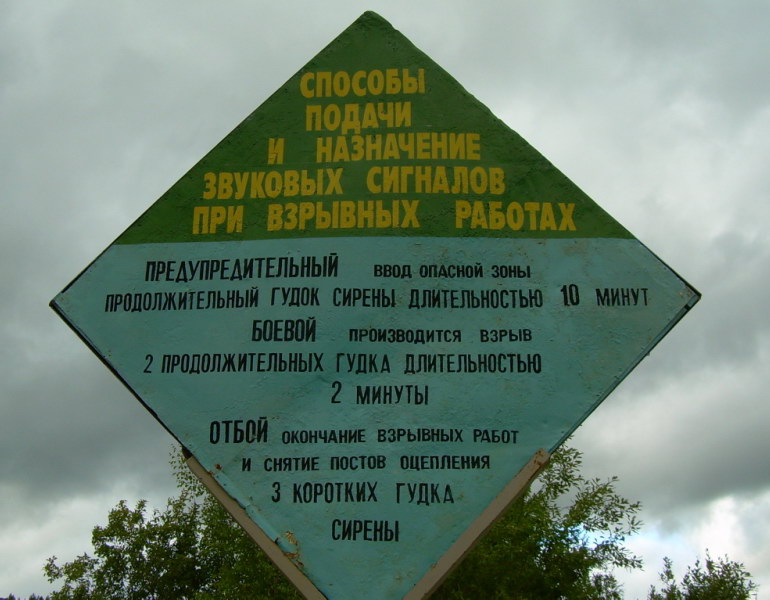 СПОСОБЫ
ПОДАЧИ
И НАЗНАЧЕНИЕ
ЗВУКОВЫХ СИГНАЛОВ
ПРИ ВЗРЫВНЫХ РАБОТАХ
ПРЕДУПРЕДИТЕЛЬНЫЙ ВВОД ОПАСНОЙ ЗОНЫ
ПРОДОЛЖИТЕЛЬНЫЙ ГУДОК СИРЕНЫ ДЛИТЕЛЬНОСТЬЮ 10 МИНУТ
БОЕВОЙ ПРОИЗВОДИТСЯ ВЗРЫВ
2 ПРОДОЛЖИТЕЛЬНЫХ ГУДКА ДЛИТЕЛЬНОСТЬЮ
2 МИНУТЫ
ОТБОЙ ОКОНЧАНИЕ ВЗРЫВНЫХ РАБОТ
И СНЯТИЕ ПОСТОВ ОЦЕПЛЕНИЯ
3 КОРОТКИХ ГУДКА
СИРЕНЫ